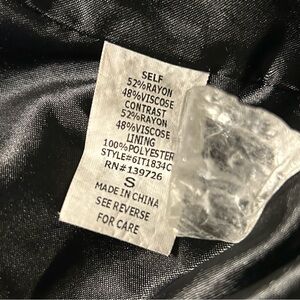 SELF
52%RAYON
48%VISCOSE
CONTRAST
52%RAYON
48%VISCOSE
LINING
100%POLYESTER
STYLE#6IT1834C
RN#139726
S
MADE IN CHINA
SEE REVERSE
FOR CARE